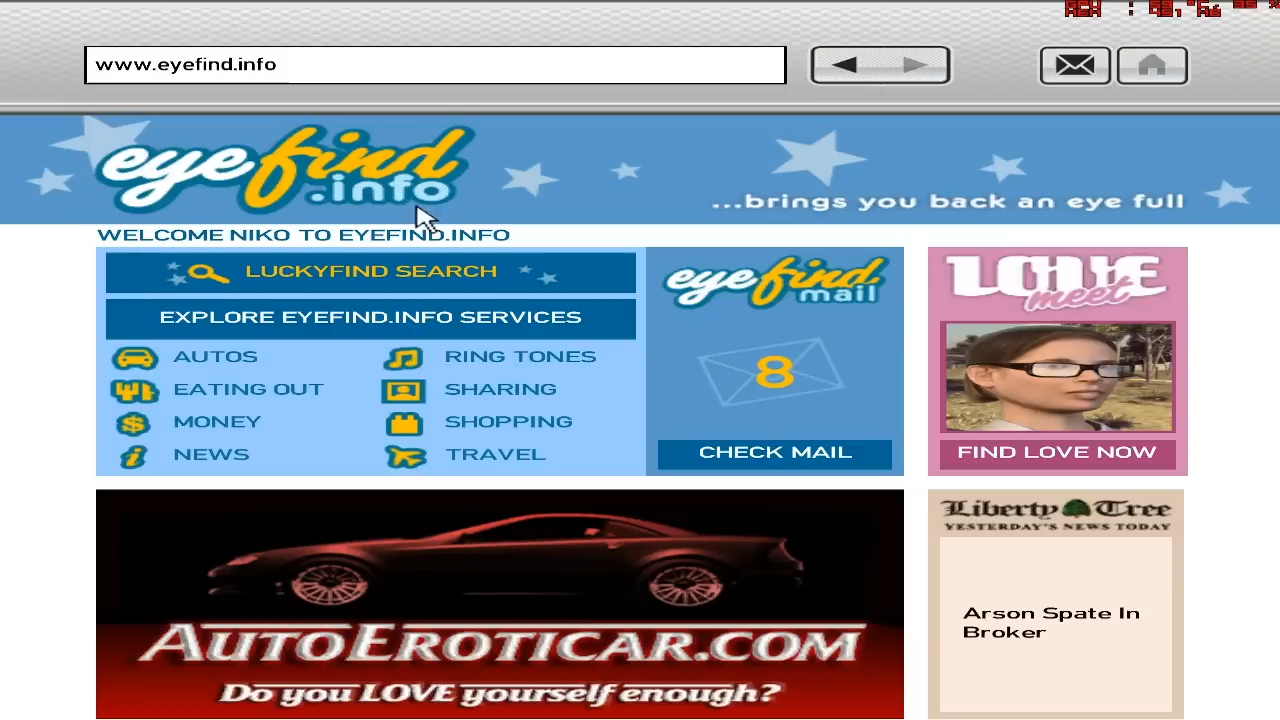 www.eyefind.info
eyefind
.info
...brings you back an eye full
WELCOME NIKO TO EYEFIND.INFO
LUCKYFIND SEARCH
EXPLORE EYEFIND.INFO SERVICES
AUTOS
RING TONES
EATING OUT
SHARING
MONEY
SHOPPING
NEWS
TRAVEL
eyefind
mail
8
CHECK MAIL
LOVE
meet
FIND LOVE NOW
AUTOEROTICAR.COM
Do you LOVE yourself enough?
Liberty Tree
YESTERDAY'S NEWS TODAY
Arson Spate In
Broker